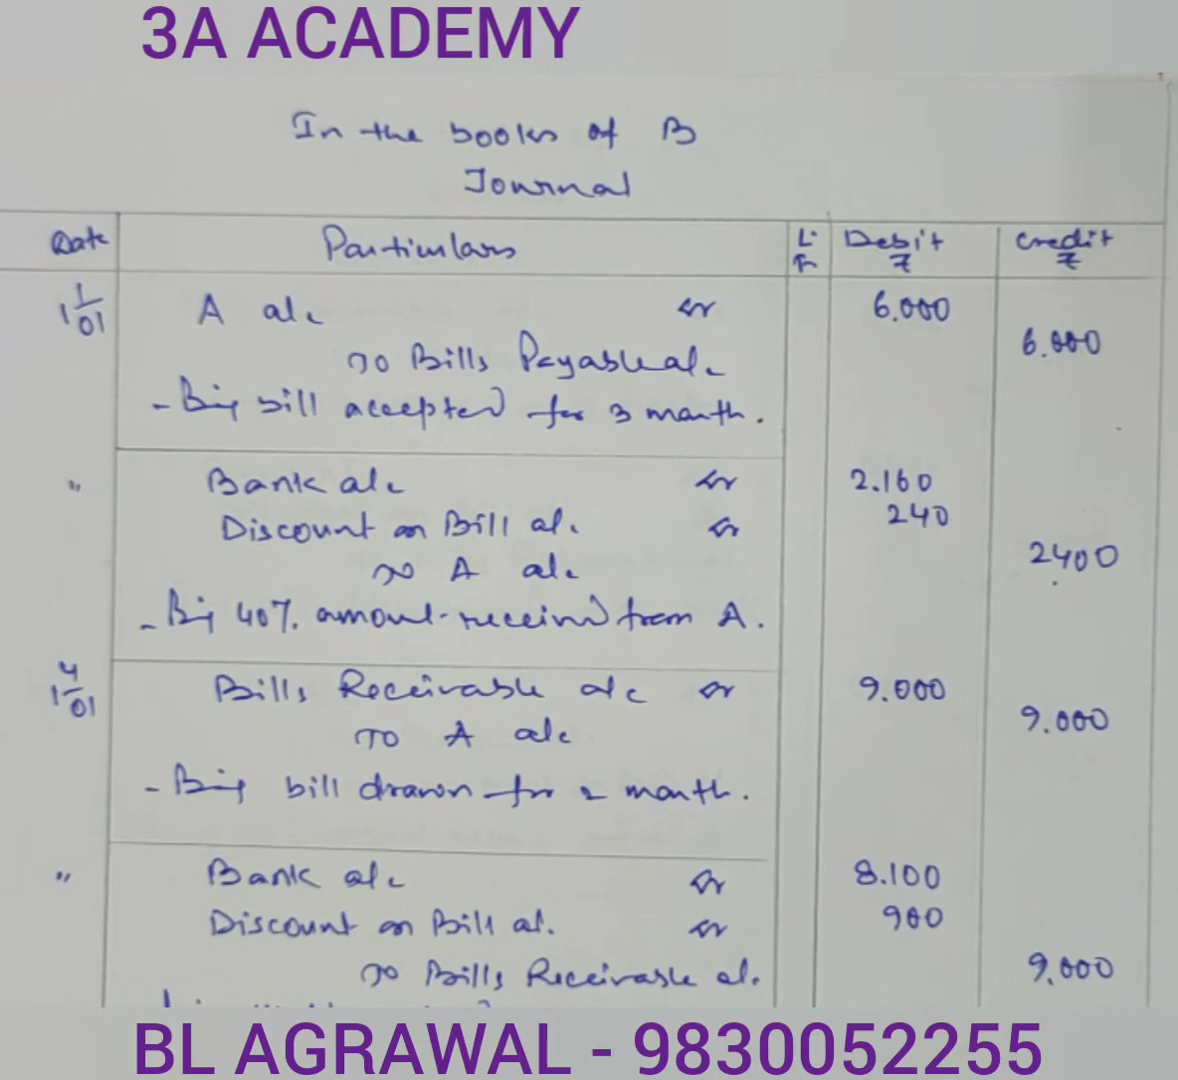 3A ACADEMY
In the books of B
Journal
Date Particulars L.F. Debit ₹ Credit ₹
1/1/01 A a/c Dr 6.000
To Bills Payable a/c 6.000
- Being bill accepted for 3 month.
" Bank a/c Dr 2.160
Discount on Bill a/c Dr 240
To A a/c 2400
- Being 40% amount received from A.
1/4/01 Bills Receivable a/c Dr 9.000
To A a/c 9.000
- Being bill drawn for 2 month.
" Bank a/c Dr 8.100
Discount on Bill a/c. Dr 900
To Bills Receivable a/c. 9.000
BL AGRAWAL - 9830052255